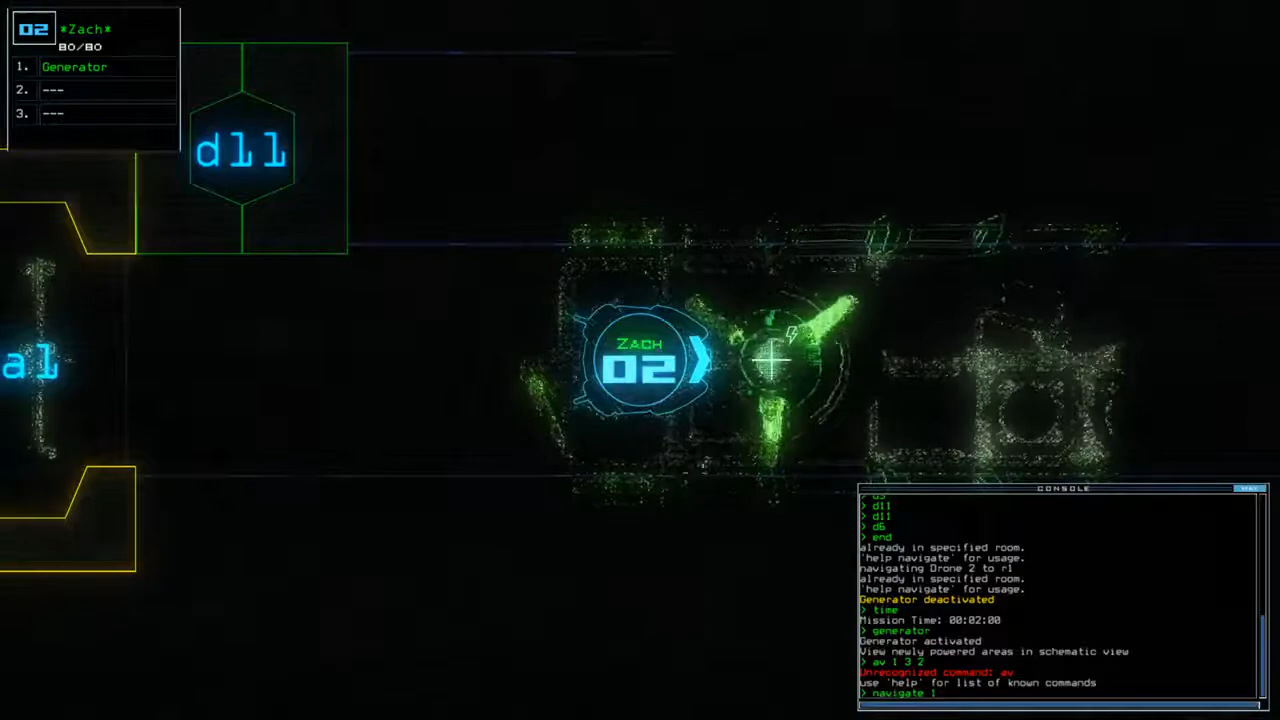 02 *Zach*
80/80
1. Generator
2. ---
3. ---
d11
a1
Zach
02
CONSOLE
> d11
> d11
> d6
> end
already in specified room.
'help navigate' for usage.
navigating Drone 2 to r1
already in specified room.
'help navigate' for usage.
Generator deactivated
> time
Mission Time: 00:02:00
> generator
Generator activated
View newly powered areas in schematic view
> av 1 3 2
Unrecognized command: av
use 'help' for list of known commands
> navigate 1